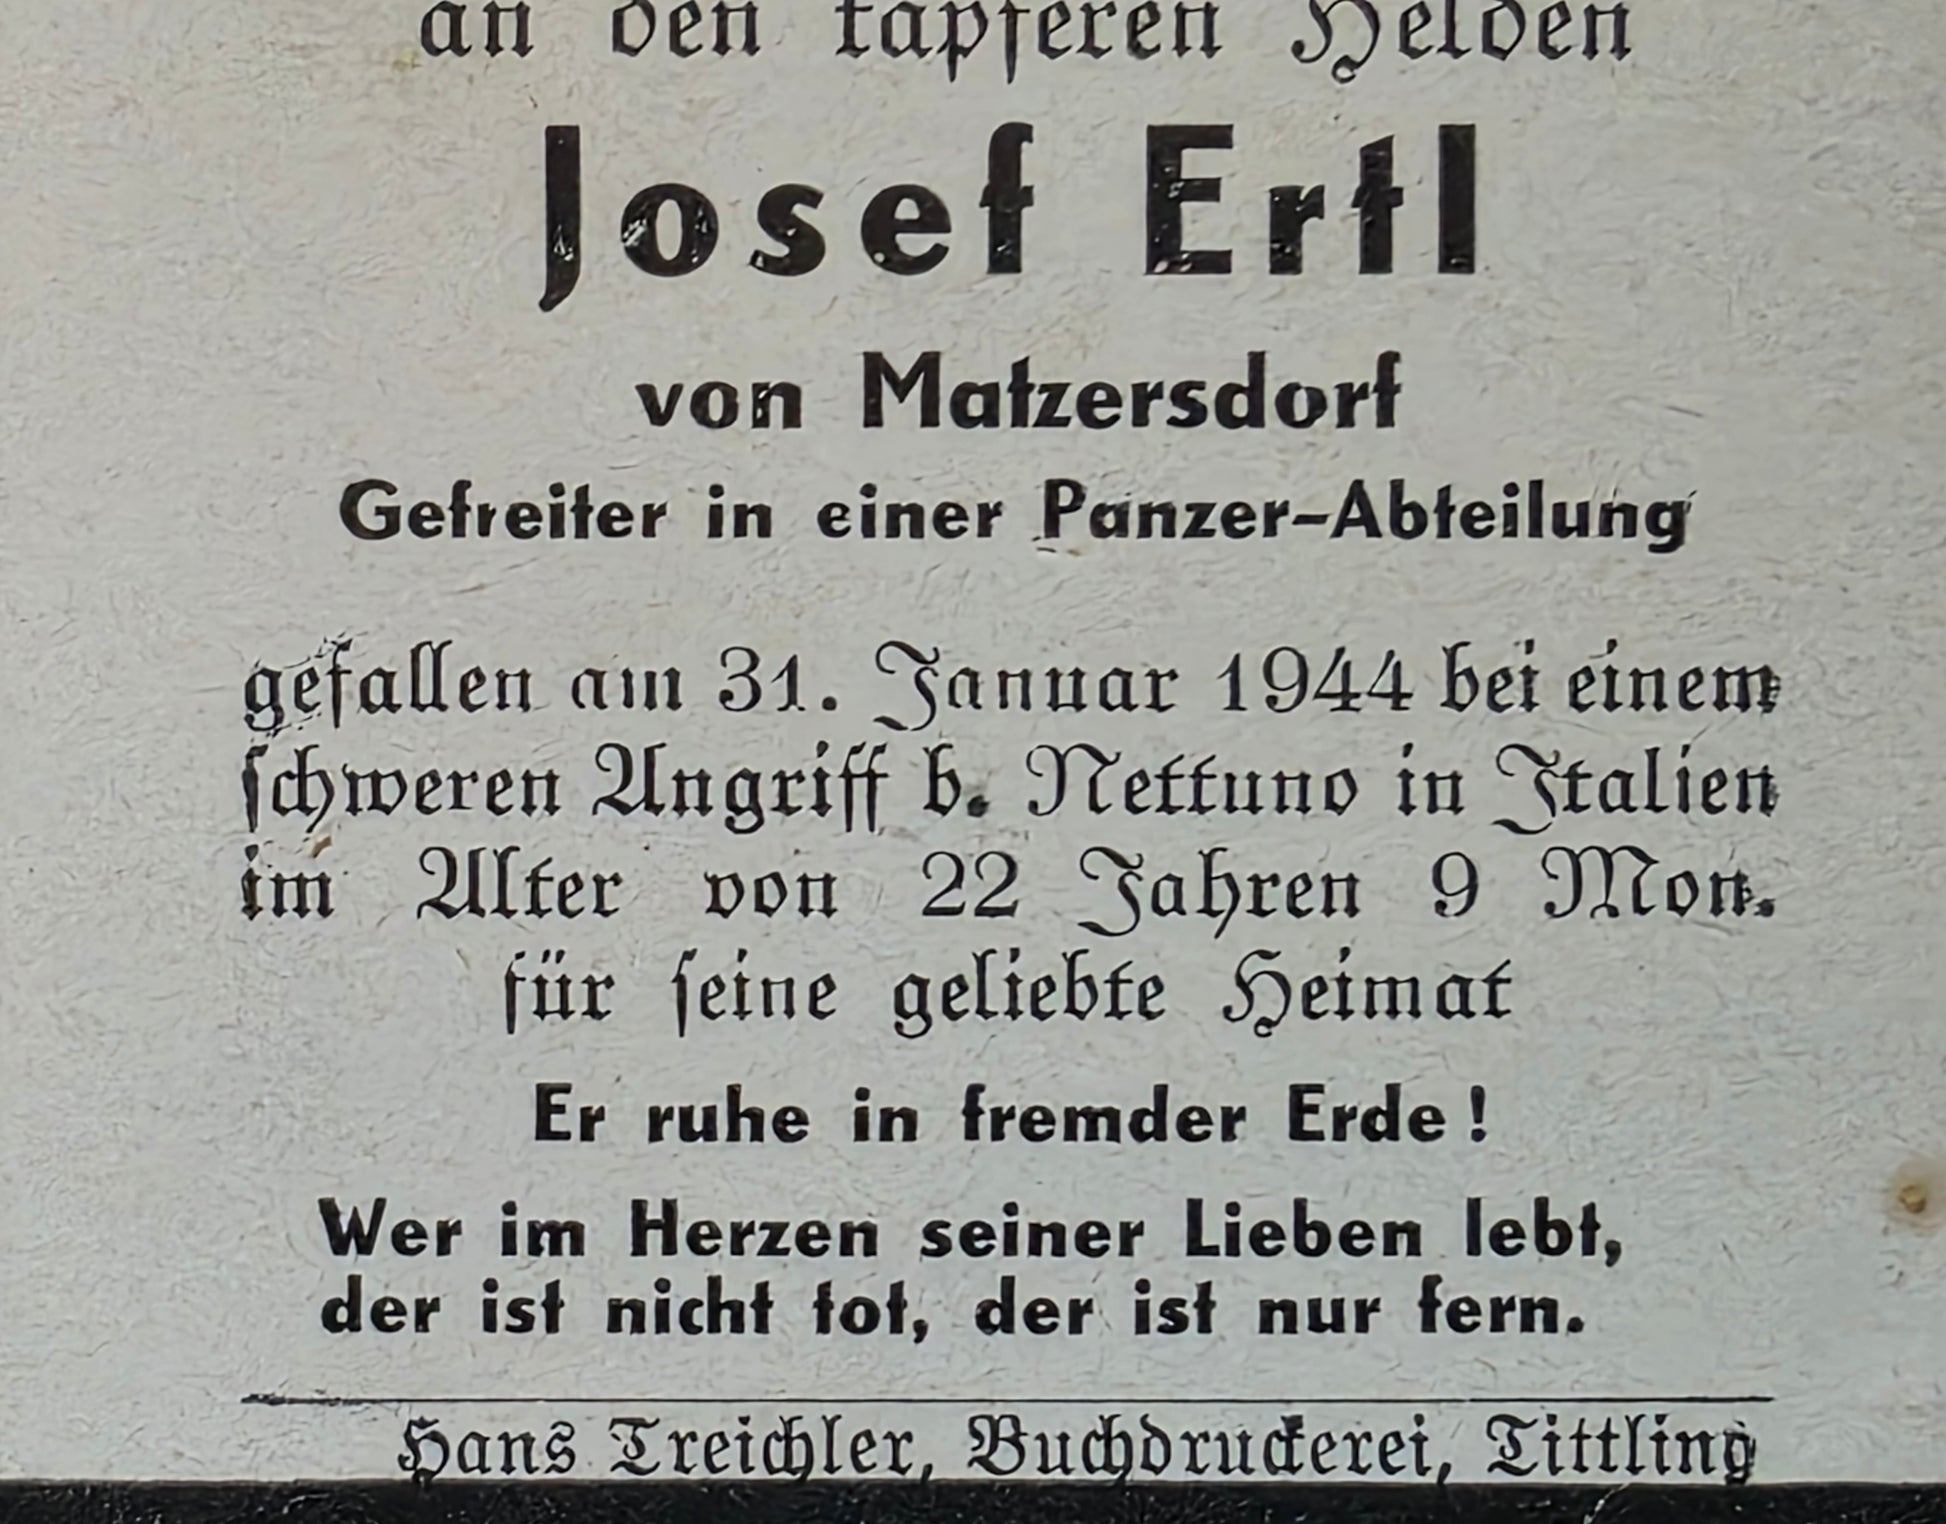 an den tapferen Helden
Josef Ertl
von Matzersdorf
Gefreiter in einer Panzer-Abteilung
gefallen am 31. Januar 1944 bei einem
schweren Angriff b. Nettuno in Italien
im Alter von 22 Jahren 9 Mon.
für seine geliebte Heimat
Er ruhe in fremder Erde!
Wer im Herzen seiner Lieben lebt,
der ist nicht tot, der ist nur fern.
Hans Treichler, Buchdruckerei, Tittling